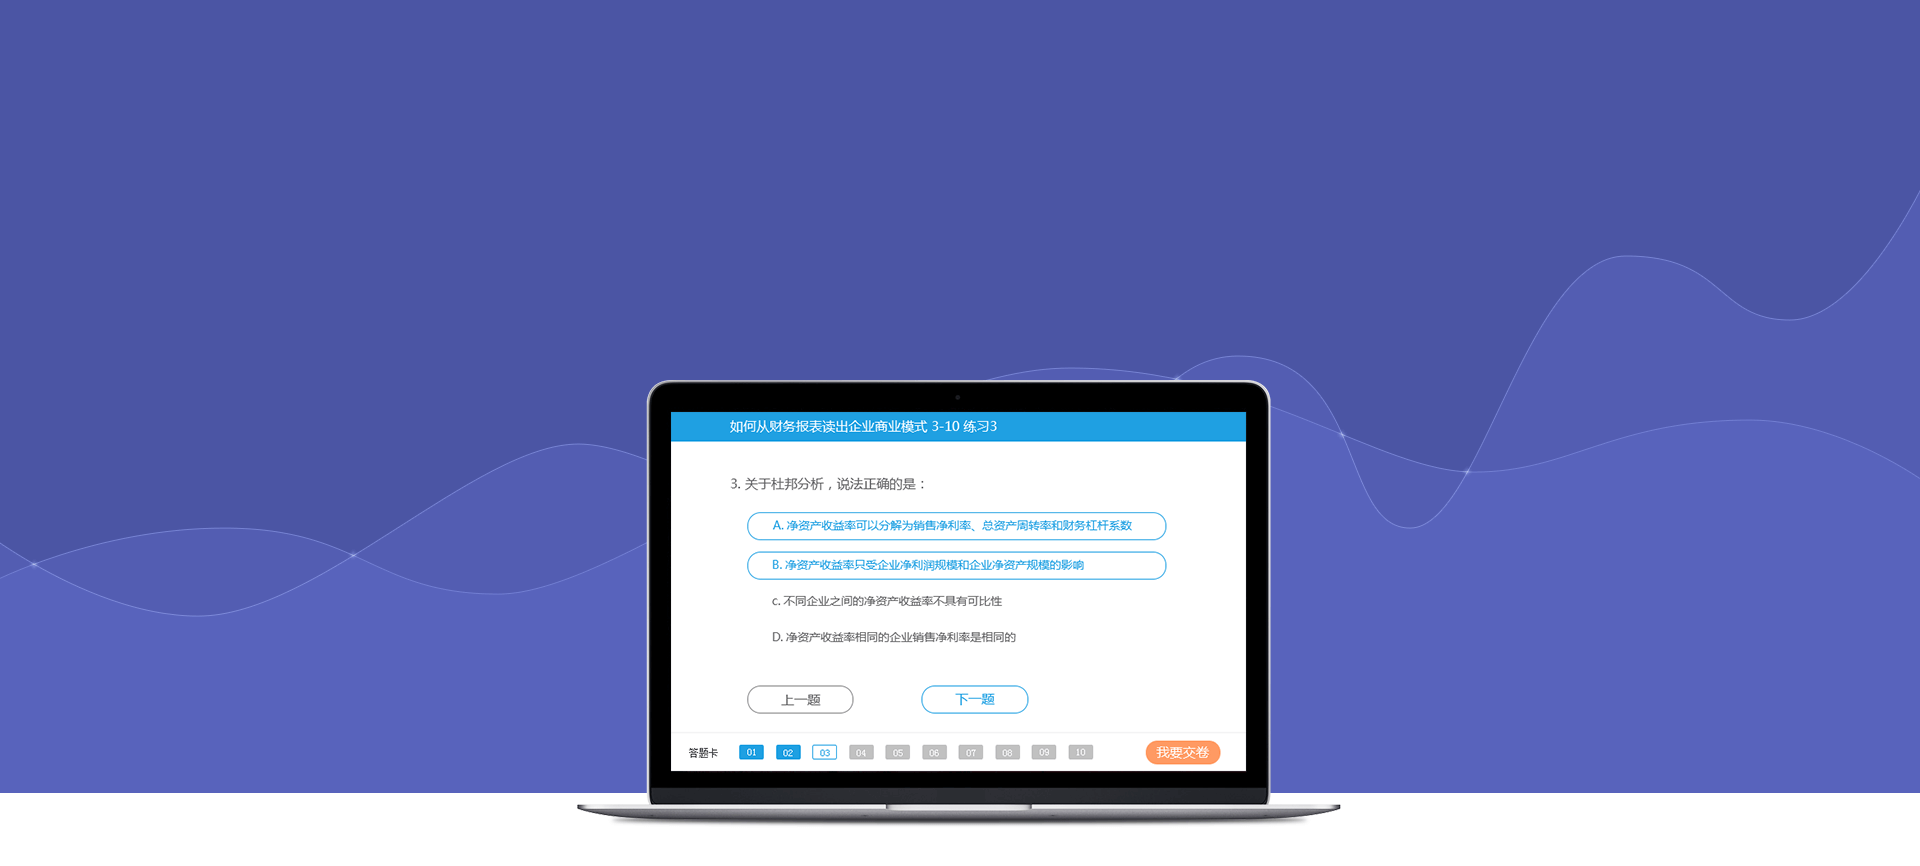 如何从财务报表读出企业商业模式 3-10 练习3
3. 关于杜邦分析，说法正确的是：
A. 净资产收益率可以分解为销售净利率、总资产周转率和财务杠杆系数
B. 净资产收益率只受企业净利润规模和企业净资产规模的影响
c. 不同企业之间的净资产收益率不具有可比性
D. 净资产收益率相同的企业销售净利率是相同的
上一题 下一题
答题卡 01 02 03 04 05 06 07 08 09 10 我要交卷